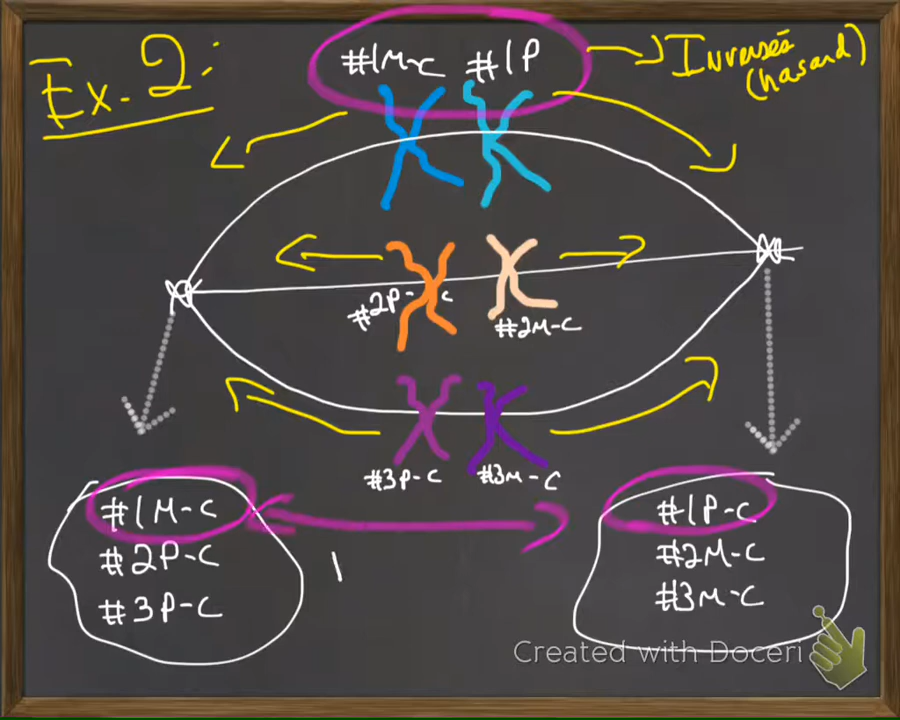 Ex. 2:
#1M-C #1P
Inversés
(hasard)
#2P-C
#2M-C
#3P-C
#3M-C
#1M-C
#2P-C
#3P-C
#1P-C
#2M-C
#3M-C
Created with Doceri